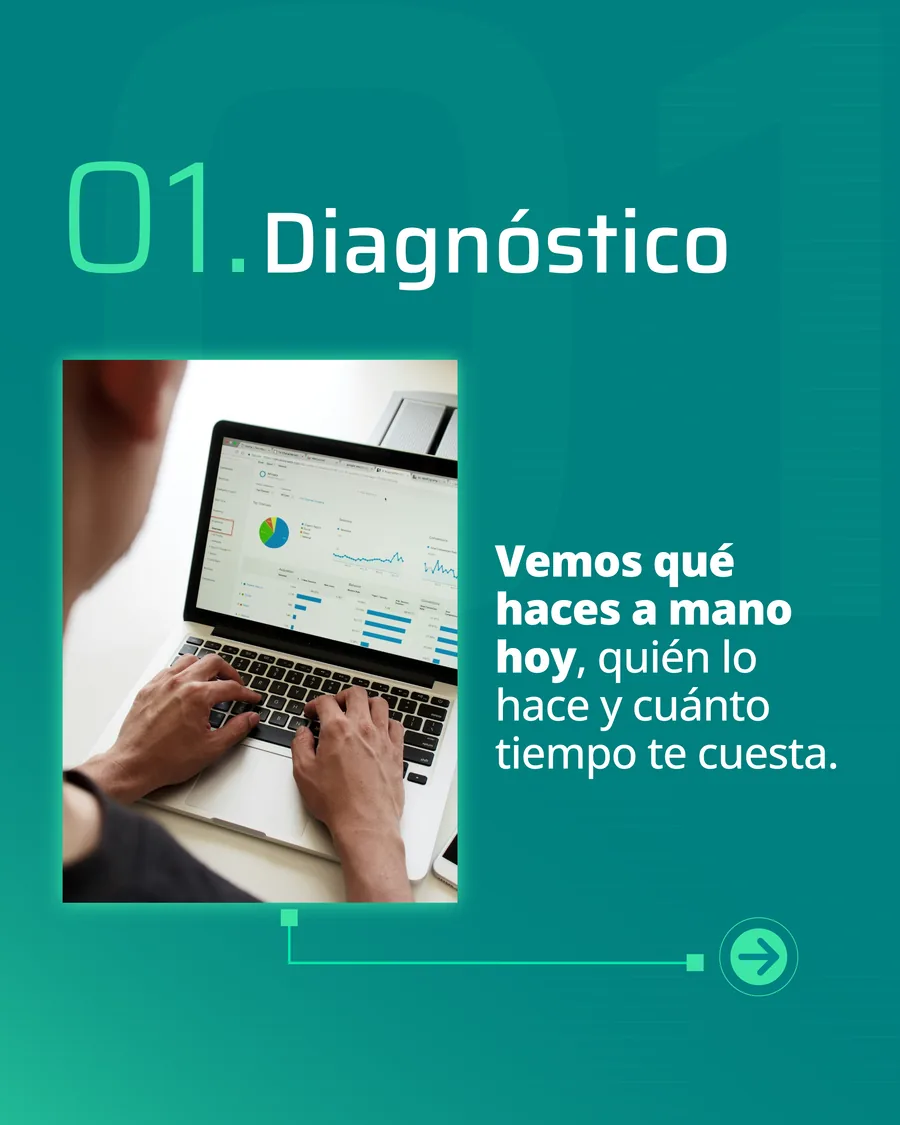 01. Diagnóstico
Vemos qué
haces a mano
hoy, quién lo
hace y cuánto
tiempo te cuesta.